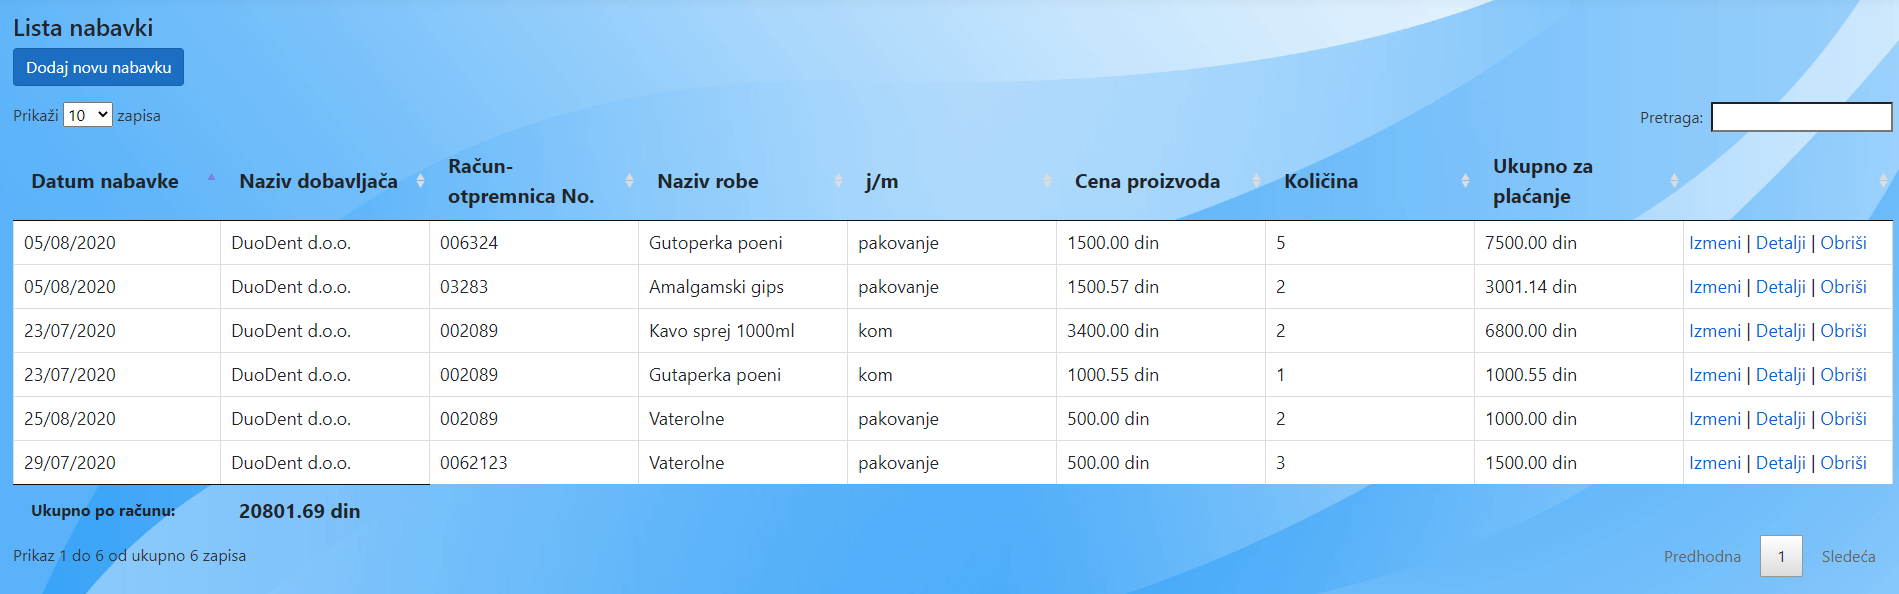 Lista nabavki
Dodaj novu nabavku
Prikaži 10 zapisa
Pretraga:
Datum nabavke Naziv dobavljača Račun-otpremnica No. Naziv robe j/m Cena proizvoda Količina Ukupno za plaćanje
05/08/2020 DuoDent d.o.o. 006324 Gutoperka poeni pakovanje 1500.00 din 5 7500.00 din Izmeni | Detalji | Obriši
05/08/2020 DuoDent d.o.o. 03283 Amalgamski gips pakovanje 1500.57 din 2 3001.14 din Izmeni | Detalji | Obriši
23/07/2020 DuoDent d.o.o. 002089 Kavo sprej 1000ml kom 3400.00 din 2 6800.00 din Izmeni | Detalji | Obriši
23/07/2020 DuoDent d.o.o. 002089 Gutaperka poeni kom 1000.55 din 1 1000.55 din Izmeni | Detalji | Obriši
25/08/2020 DuoDent d.o.o. 002089 Vaterolne pakovanje 500.00 din 2 1000.00 din Izmeni | Detalji | Obriši
29/07/2020 DuoDent d.o.o. 0062123 Vaterolne pakovanje 500.00 din 3 1500.00 din Izmeni | Detalji | Obriši
Ukupno po računu: 20801.69 din
Prikaz 1 do 6 od ukupno 6 zapisa
Predhodna 1 Sledeća